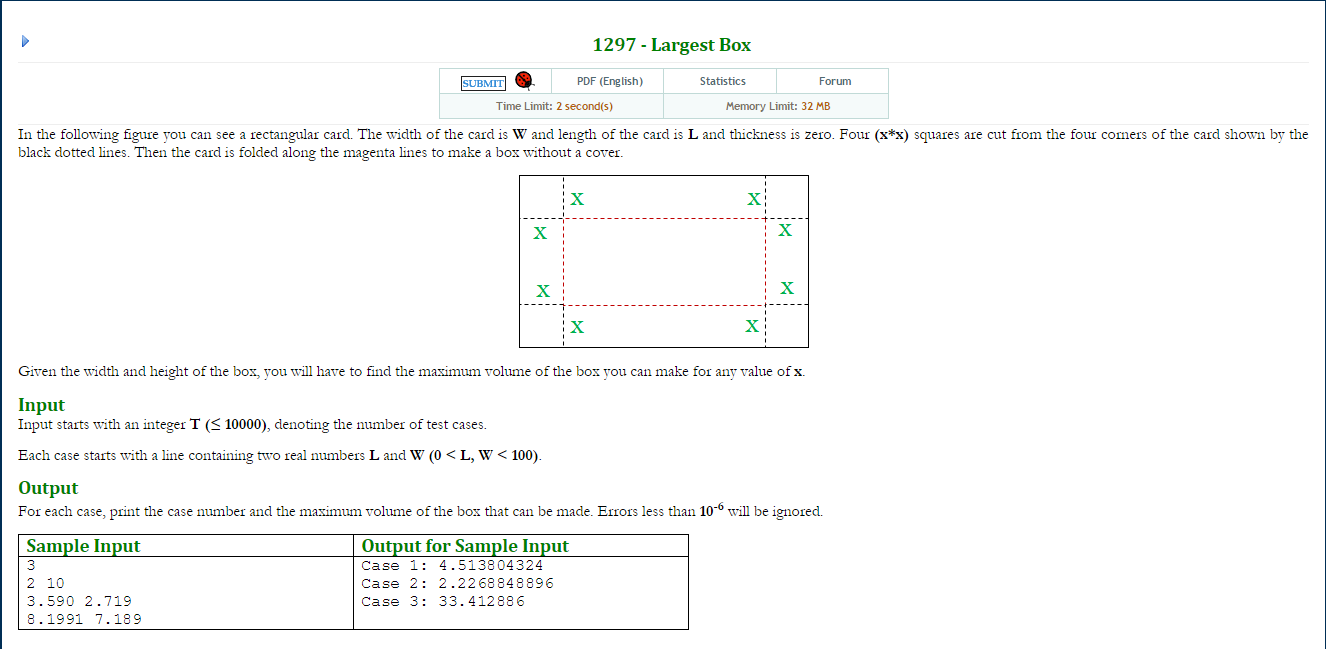 1297 - Largest Box
SUBMIT PDF (English) Statistics Forum
Time Limit: 2 second(s) Memory Limit: 32 MB
In the following figure you can see a rectangular card. The width of the card is W and length of the card is L and thickness is zero. Four (x*x) squares are cut from the four corners of the card shown by the
black dotted lines. Then the card is folded along the magenta lines to make a box without a cover.
X X
X X
X X
X X
Given the width and height of the box, you will have to find the maximum volume of the box you can make for any value of x.
Input
Input starts with an integer T (≤ 10000), denoting the number of test cases.
Each case starts with a line containing two real numbers L and W (0 < L, W < 100).
Output
For each case, print the case number and the maximum volume of the box that can be made. Errors less than 10⁻⁶ will be ignored.
Sample Input Output for Sample Input
3 Case 1: 4.513804324
2 10 Case 2: 2.2268848896
3.590 2.719 Case 3: 33.412886
8.1991 7.189